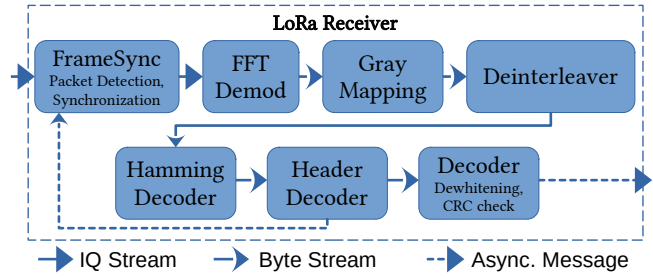 LoRa Receiver
FrameSync
Packet Detection,
Synchronization
FFT
Demod
Gray
Mapping
Deinterleaver
Hamming
Decoder
Header
Decoder
Decoder
Dewhitening,
CRC check
IQ Stream
Byte Stream
Async. Message